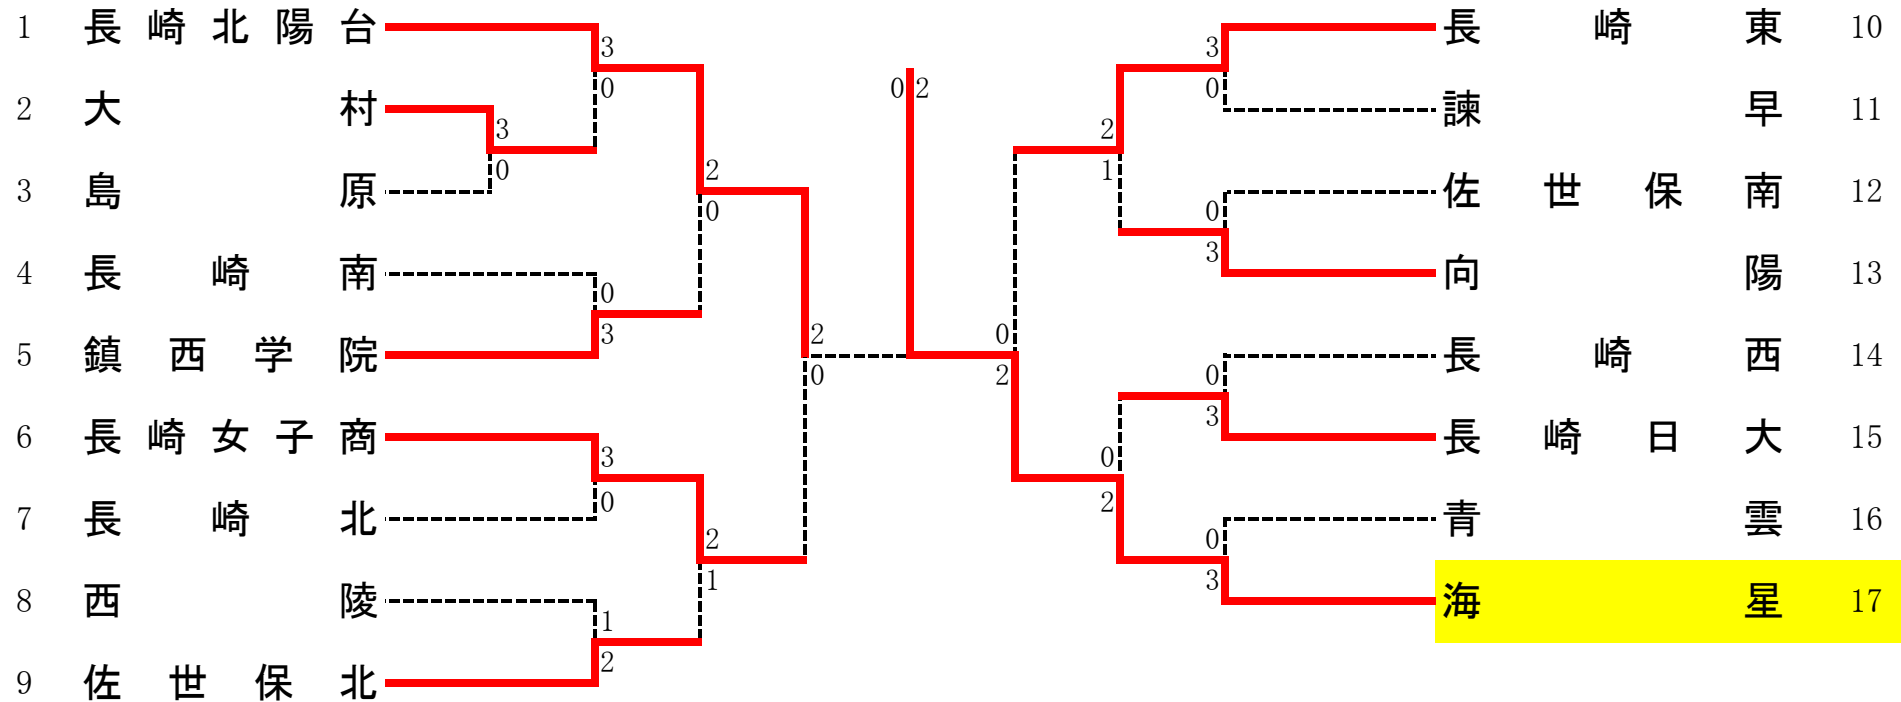 1 長崎北陽台
2 大村
3 島原
4 長崎南
5 鎮西学院
6 長崎女子商
7 長崎北
8 西陵
9 佐世保北
3
0
3
0
2
0
0
3
2
0
3
0
2
1
1
2
0 2
3
0
2
1
0
3
0
2
0
3
0
2
0
3
長崎東 10
諫早 11
佐世保南 12
向陽 13
長崎西 14
長崎日大 15
青雲 16
海星 17